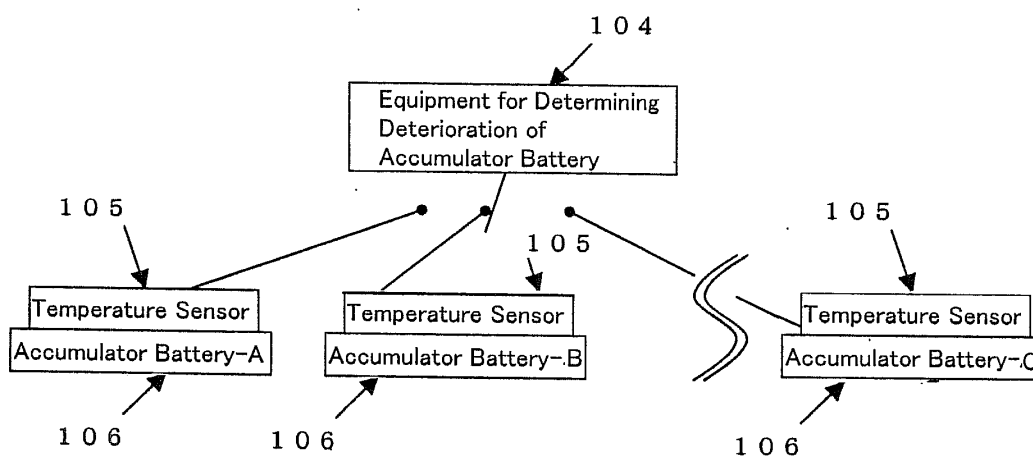 104
Equipment for Determining
Deterioration of
Accumulator Battery
105
105
105
Temperature Sensor
Temperature Sensor
Temperature Sensor
Accumulator Battery-A
Accumulator Battery-.B
Accumulator Battery-.C
106
106
106